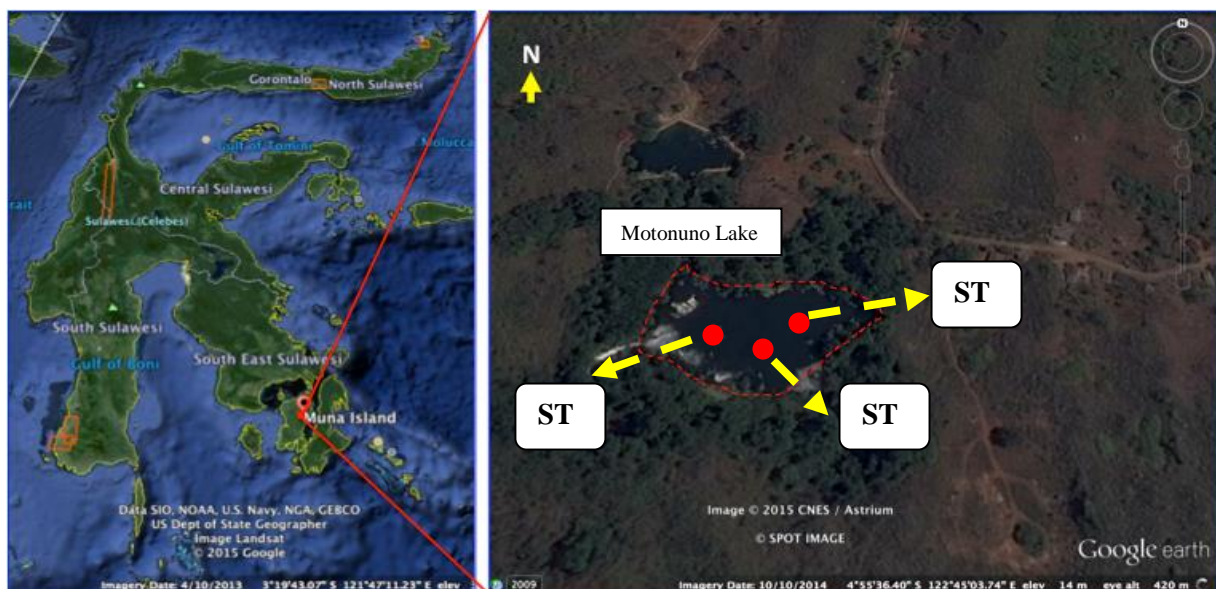 Gorontalo
North Sulawesi
Gulf of Tomini
Molucca
Central Sulawesi
rait
Sulawesi (Celebes)
South Sulawesi
Gulf of Boni
South East Sulawesi
Muna Island
Data SIO, NOAA, U.S. Navy, NGA, GEBCO
US Dept of State Geographer
Image Landsat
© 2015 Google
Imagery Date: 4/10/2013 3°19'43.07" S 121°47'11.23" E elev
N
N
Motonuno Lake
ST
ST
ST
Image © 2015 CNES / Astrium
© SPOT IMAGE
Google earth
2009
Imagery Date: 10/10/2014 4°55'36.40" S 122°45'03.74" E elev 14 m eye alt 420 m